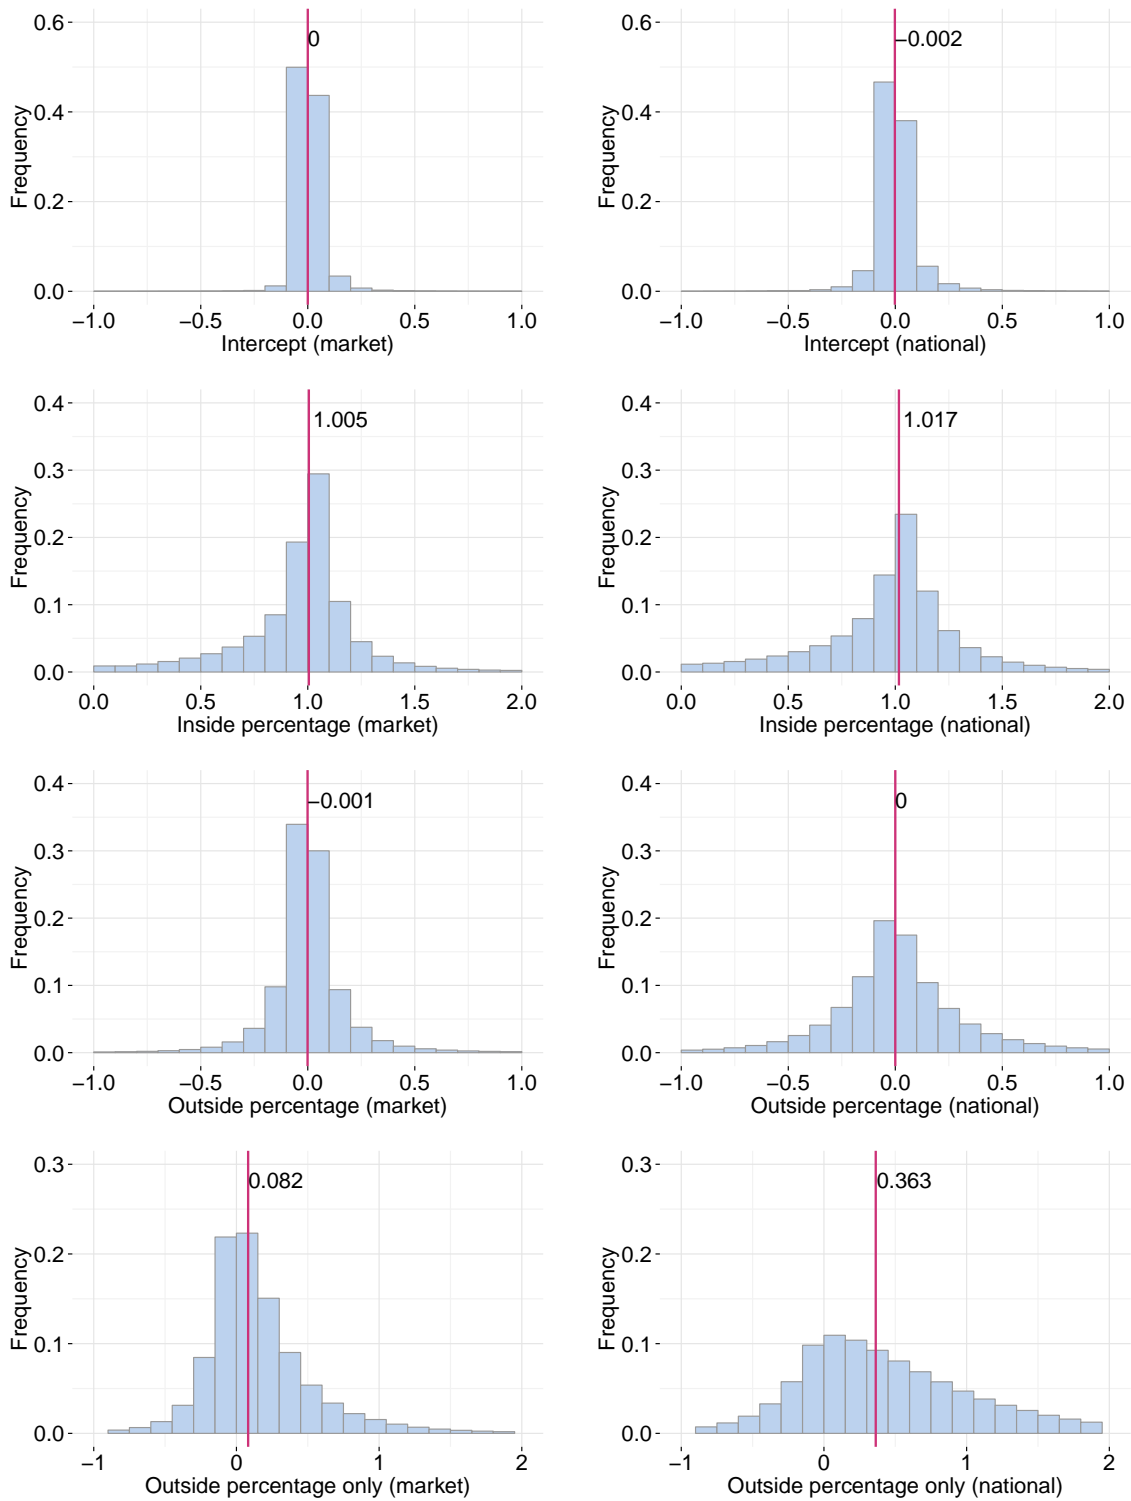 0.6
0
Frequency
0.4
0.2
0.0
−1.0 −0.5 0.0 0.5 1.0
Intercept (market)
0.6
−0.002
Frequency
0.4
0.2
0.0
−1.0 −0.5 0.0 0.5 1.0
Intercept (national)
0.4
1.005
Frequency
0.3
0.2
0.1
0.0
0.0 0.5 1.0 1.5 2.0
Inside percentage (market)
0.4
1.017
Frequency
0.3
0.2
0.1
0.0
0.0 0.5 1.0 1.5 2.0
Inside percentage (national)
0.4
−0.001
Frequency
0.3
0.2
0.1
0.0
−1.0 −0.5 0.0 0.5 1.0
Outside percentage (market)
0.4
0
Frequency
0.3
0.2
0.1
0.0
−1.0 −0.5 0.0 0.5 1.0
Outside percentage (national)
0.3
0.082
Frequency
0.2
0.1
0.0
−1 0 1 2
Outside percentage only (market)
0.3
0.363
Frequency
0.2
0.1
0.0
−1 0 1 2
Outside percentage only (national)